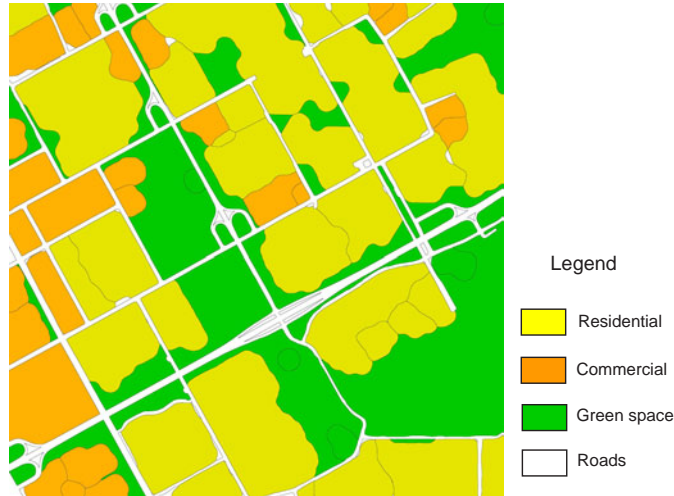 Legend
Residential
Commercial
Green space
Roads